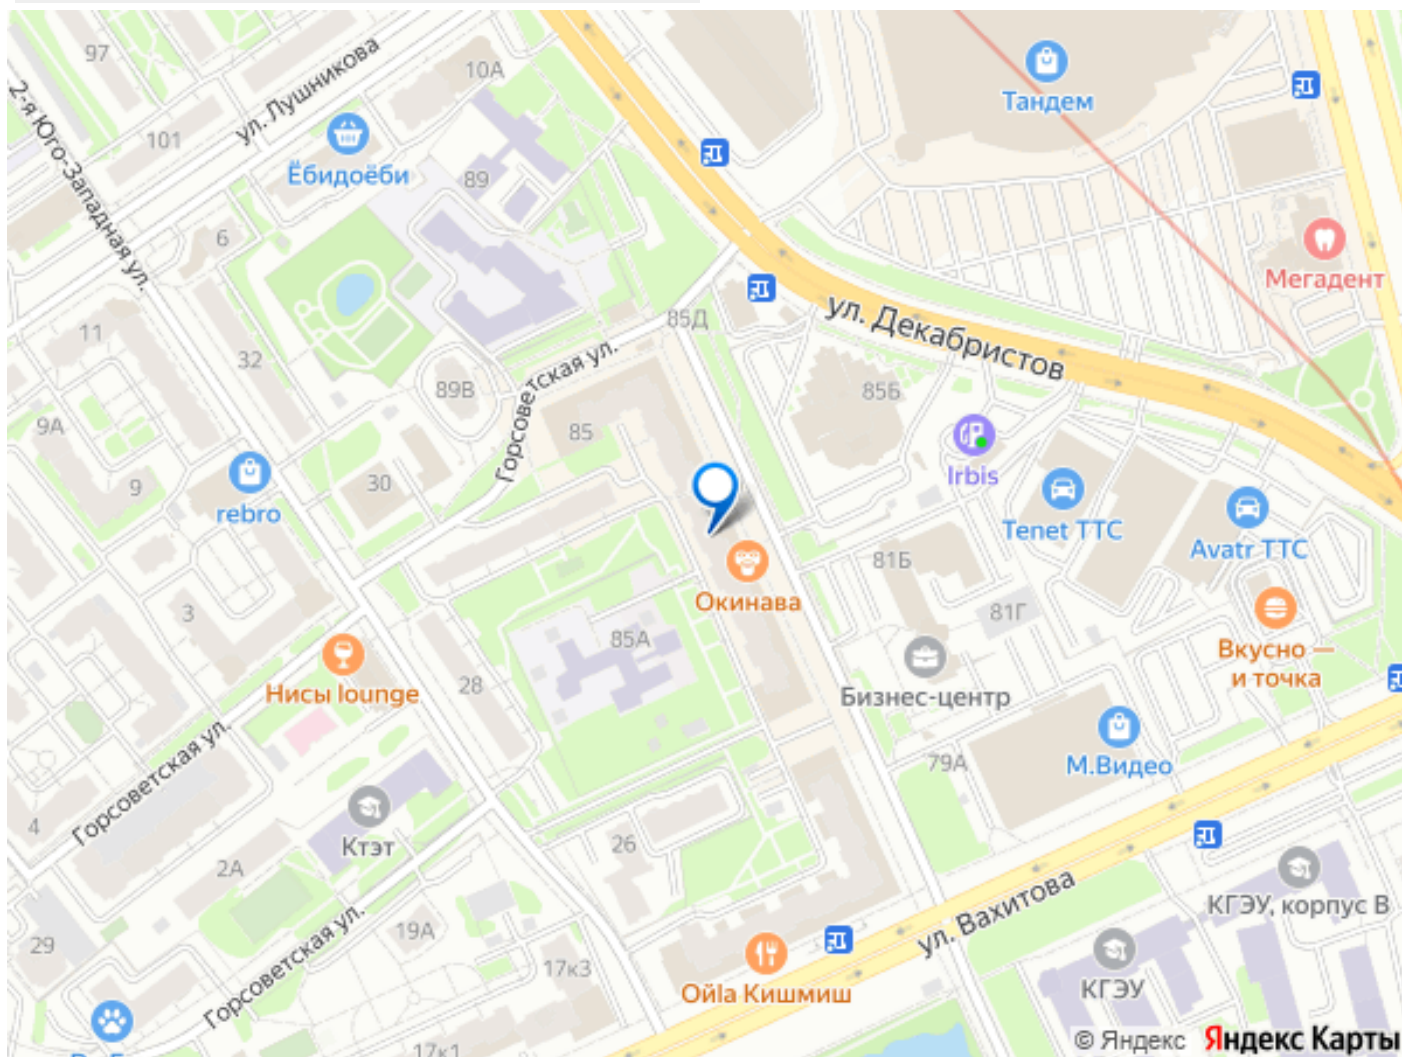 97
ул. Лушникова
10А
Тандем
2-я Юго-Западная ул.
101
Ёбидоёби
89
6
Мегадент
11
85Д
ул. Декабристов
32
Горсоветская ул.
89В
85Б
9А
85
Irbis
30
9
rebro
Tenet ТТС
Avatr ТТС
81Б
Окинава
3
81Г
85А
Вкусно —
и точка
Нисы lounge
28
Бизнес-центр
Горсоветская ул.
79А
М.Видео
4
Ктэт
26
2А
КГЭУ, корпус В
ул. Вахитова
19А
29
Горсоветская ул.
17к3
Ойlа Кишмиш
КГЭУ
17к1
© Яндекс Яндекс Карты